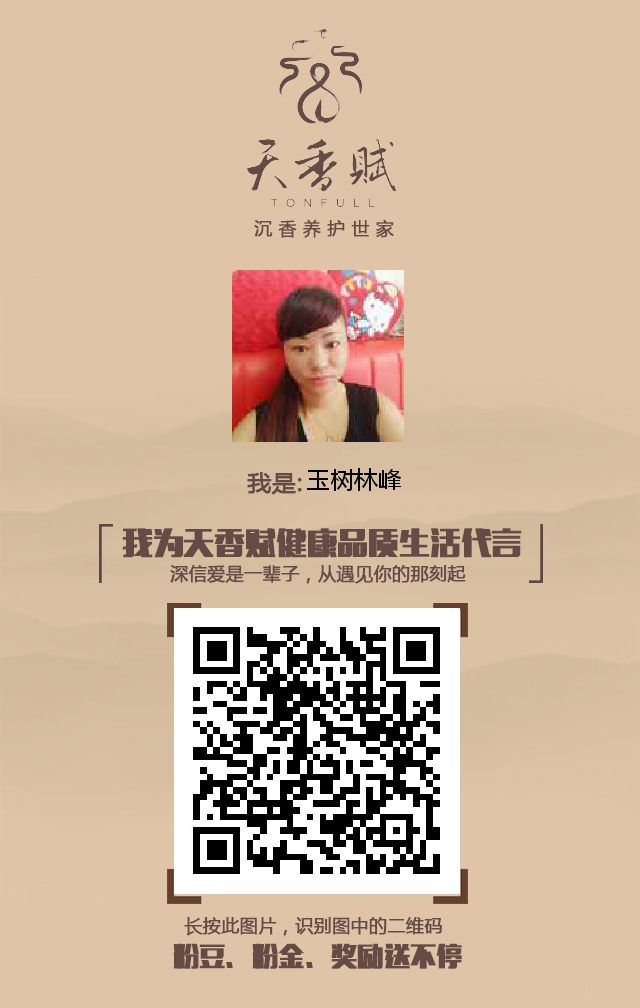 天香赋
TONFULL
沉香养护世家
我是:玉树林峰
我为天香赋健康品质生活代言
深信爱是一辈子，从遇见你的那刻起
长按此图片，识别图中的二维码
粉豆、粉金、奖励送不停